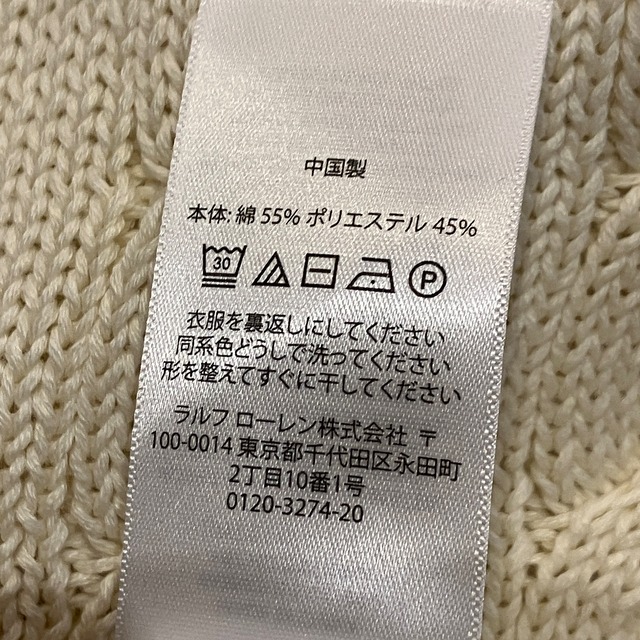 中国製
本体: 綿 55% ポリエステル 45%
30 P
衣服を裏返しにしてください
同系色どうしで洗ってください
形を整えてすぐに干してください
ラルフ ローレン株式会社 〒
100-0014 東京都千代田区永田町
2丁目10番1号
0120-3274-20